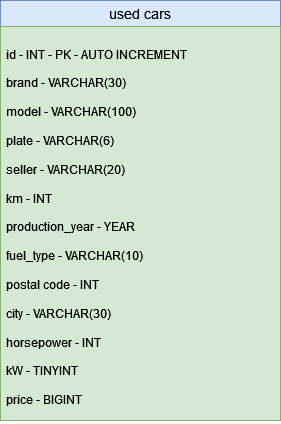 used cars
id - INT - PK - AUTO INCREMENT
brand - VARCHAR(30)
model - VARCHAR(100)
plate - VARCHAR(6)
seller - VARCHAR(20)
km - INT
production_year - YEAR
fuel_type - VARCHAR(10)
postal code - INT
city - VARCHAR(30)
horsepower - INT
kW - TINYINT
price - BIGINT